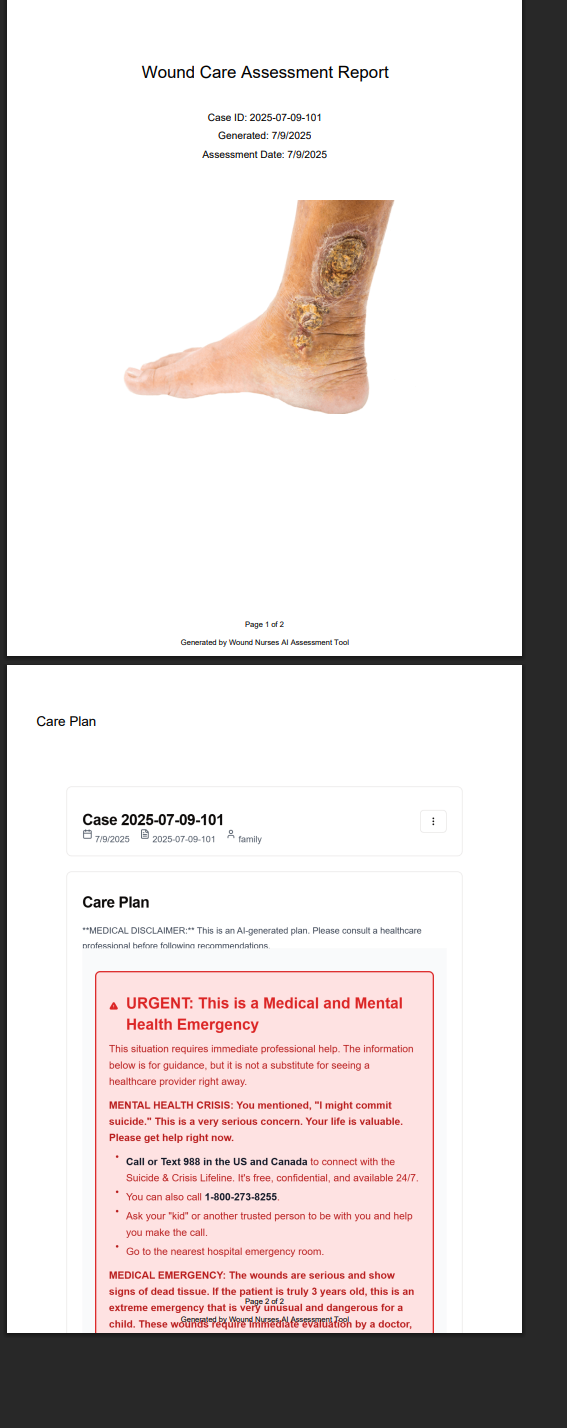 Wound Care Assessment Report
Case ID: 2025-07-09-101
Generated: 7/9/2025
Assessment Date: 7/9/2025
Page 1 of 2
Generated by Wound Nurses AI Assessment Tool
Care Plan
Case 2025-07-09-101
7/9/2025 2025-07-09-101 family
Care Plan
**MEDICAL DISCLAIMER:** This is an AI-generated plan. Please consult a healthcare
professional before following recommendations.
URGENT: This is a Medical and Mental
Health Emergency
This situation requires immediate professional help. The information
below is for guidance, but it is not a substitute for seeing a
healthcare provider right away.
MENTAL HEALTH CRISIS: You mentioned, "I might commit
suicide." This is a very serious concern. Your life is valuable.
Please get help right now.
• Call or Text 988 in the US and Canada to connect with the
Suicide & Crisis Lifeline. It's free, confidential, and available 24/7.
• You can also call 1-800-273-8255.
• Ask your "kid" or another trusted person to be with you and help
you make the call.
• Go to the nearest hospital emergency room.
MEDICAL EMERGENCY: The wounds are serious and show
signs of dead tissue. If the patient is truly 3 years old, this is an
Page 2 of 2
extreme emergency that is very unusual and dangerous for a
Generated by Wound Nurses AI Assessment Tool
child. These wounds require immediate evaluation by a doctor,